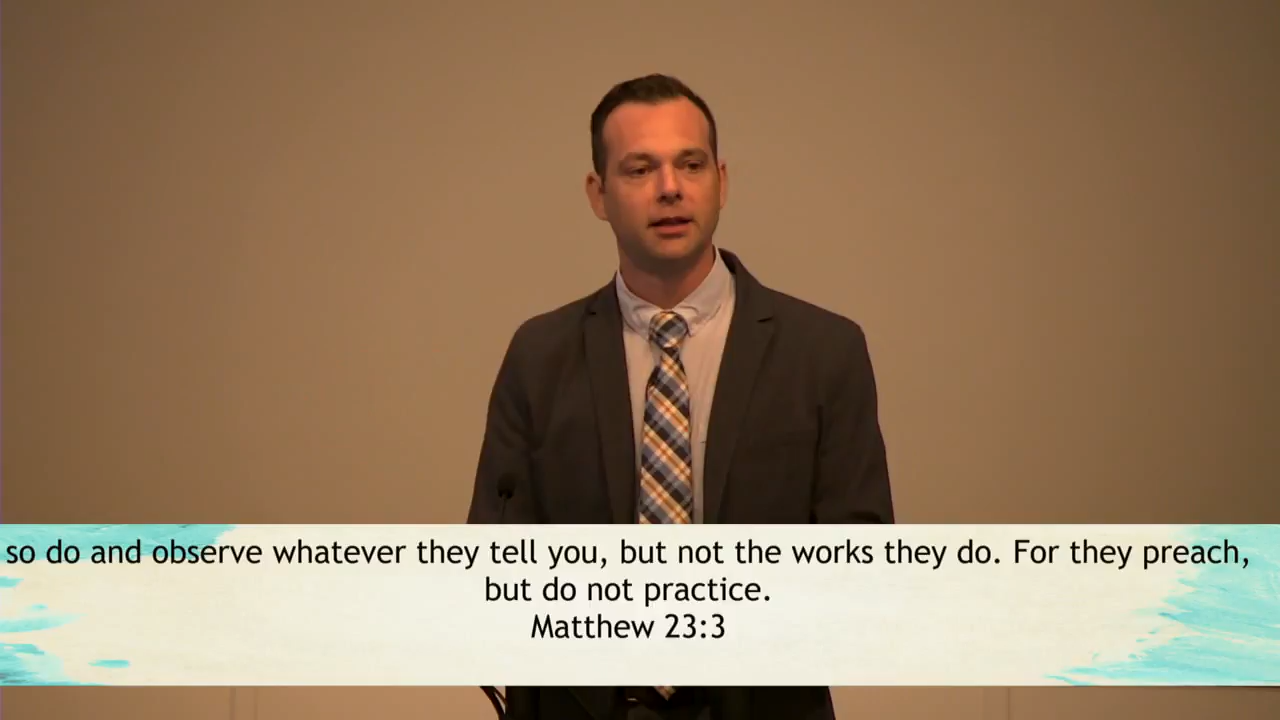 so do and observe whatever they tell you, but not the works they do. For they preach,
but do not practice.
Matthew 23:3